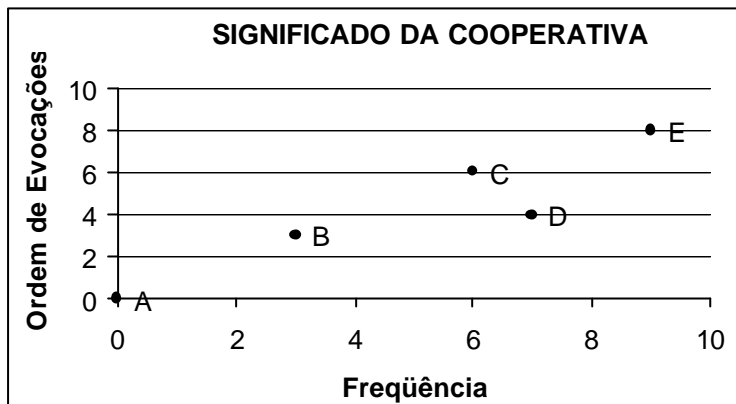 SIGNIFICADO DA COOPERATIVA
Ordem de Evocações
10
8
6
4
2
0
E
C
D
B
A
0 2 4 6 8 10
Freqüência